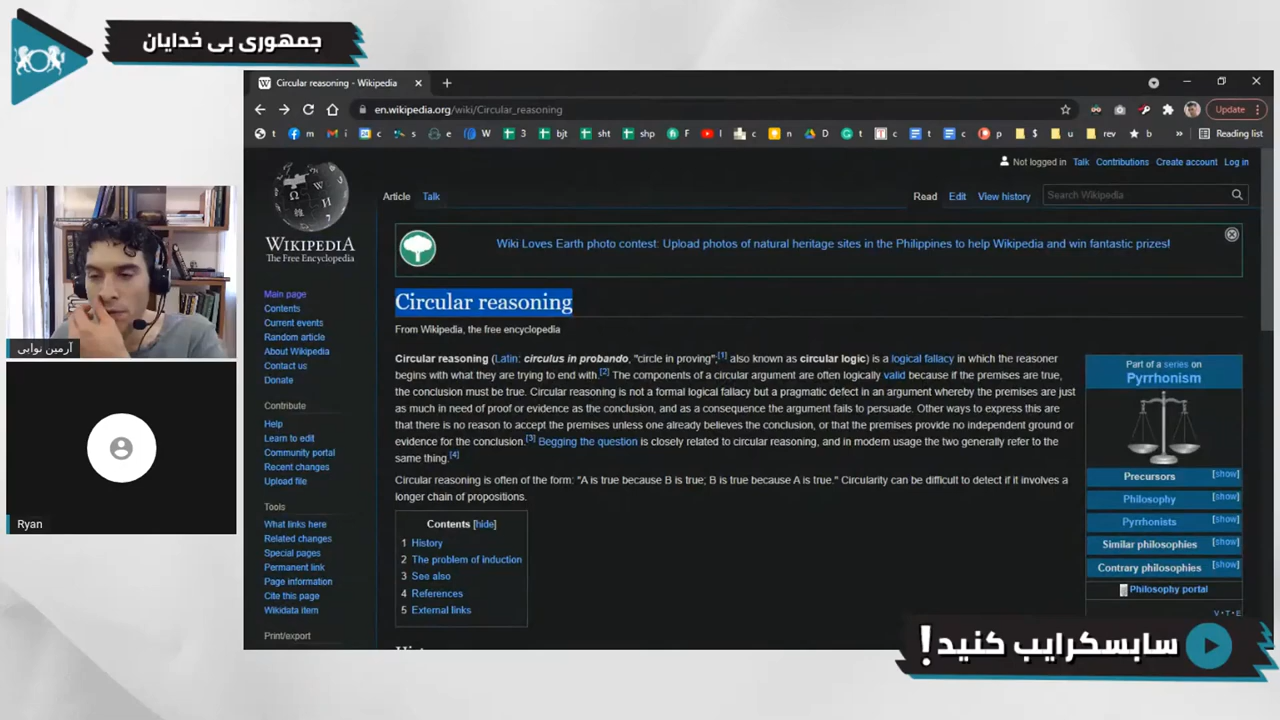 جمهوری بی خدایان
Circular reasoning - Wikipedia
en.wikipedia.org/wiki/Circular_reasoning
Update
t m i c s e W 3 bjt sht shp F l c n D t c t c p $ u rev b » Reading list
Not logged in Talk Contributions Create account Log in
Article Talk
Read Edit View history Search Wikipedia
WIKIPEDIA
The Free Encyclopedia
Wiki Loves Earth photo contest: Upload photos of natural heritage sites in the Philippines to help Wikipedia and win fantastic prizes!
Main page
Contents
Current events
Random article
About Wikipedia
Contact us
Donate
Contribute
Help
Learn to edit
Community portal
Recent changes
Upload file
Tools
What links here
Related changes
Special pages
Permanent link
Page information
Cite this page
Wikidata item
Print/export
Circular reasoning
From Wikipedia, the free encyclopedia
Circular reasoning (Latin: circulus in probando, "circle in proving";[1] also known as circular logic) is a logical fallacy in which the reasoner
begins with what they are trying to end with.[2] The components of a circular argument are often logically valid because if the premises are true,
the conclusion must be true. Circular reasoning is not a formal logical fallacy but a pragmatic defect in an argument whereby the premises are just
as much in need of proof or evidence as the conclusion, and as a consequence the argument fails to persuade. Other ways to express this are
that there is no reason to accept the premises unless one already believes the conclusion, or that the premises provide no independent ground or
evidence for the conclusion.[3] Begging the question is closely related to circular reasoning, and in modern usage the two generally refer to the
same thing.[4]
Circular reasoning is often of the form: "A is true because B is true; B is true because A is true." Circularity can be difficult to detect if it involves a
longer chain of propositions.
Contents [hide]
1 History
2 The problem of induction
3 See also
4 References
5 External links
Part of a series on
Pyrrhonism
Precursors [show]
Philosophy [show]
Pyrrhonists [show]
Similar philosophies [show]
Contrary philosophies [show]
Philosophy portal
V·T·E
آرمین نوابی
Ryan
سابسکرایب کنید!